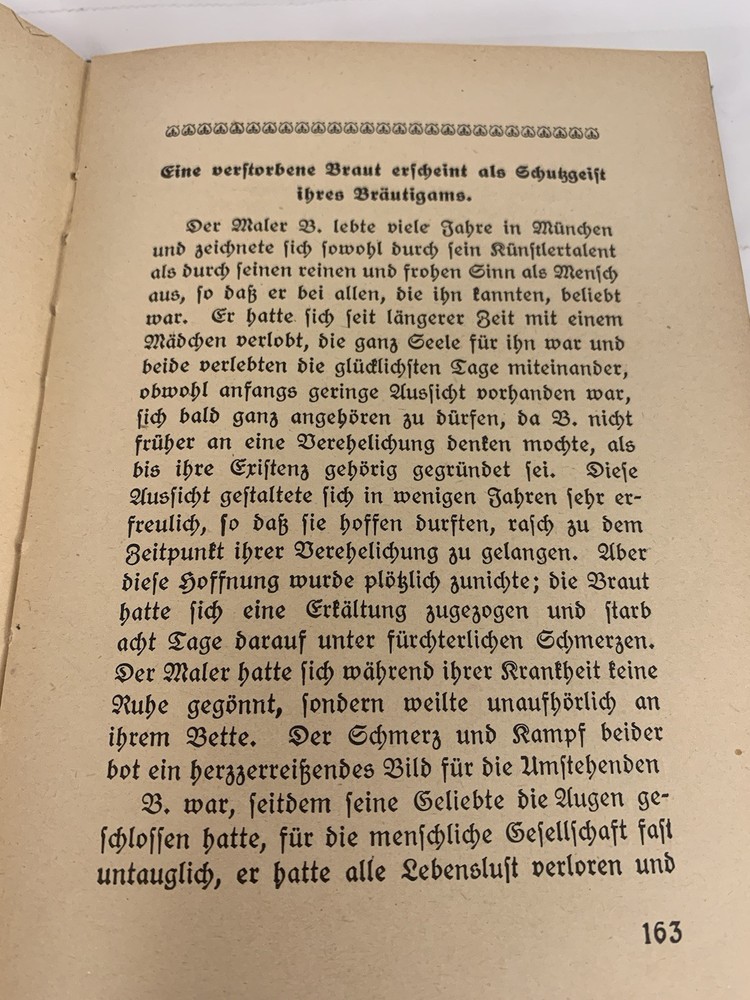 Eine verstorbene Braut erscheint als Schutzgeist
ihres Bräutigams.
Der Maler B. lebte viele Jahre in München
und zeichnete sich sowohl durch sein Künstlertalent
als durch seinen reinen und frohen Sinn als Mensch
aus, so daß er bei allen, die ihn kannten, beliebt
war. Er hatte sich seit längerer Zeit mit einem
Mädchen verlobt, die ganz Seele für ihn war und
beide verlebten die glücklichsten Tage miteinander,
obwohl anfangs geringe Aussicht vorhanden war,
sich bald ganz angehören zu dürfen, da B. nicht
früher an eine Verehelichung denken mochte, als
bis ihre Existenz gehörig gegründet sei. Diese
Aussicht gestaltete sich in wenigen Jahren sehr er-
freulich, so daß sie hoffen durften, rasch zu dem
Zeitpunkt ihrer Verehelichung zu gelangen. Aber
diese Hoffnung wurde plötzlich zunichte; die Braut
hatte sich eine Erkältung zugezogen und starb
acht Tage darauf unter fürchterlichen Schmerzen.
Der Maler hatte sich während ihrer Krankheit keine
Ruhe gegönnt, sondern weilte unaufhörlich an
ihrem Bette. Der Schmerz und Kampf beider
bot ein herzzerreißendes Bild für die Umstehenden
B. war, seitdem seine Geliebte die Augen ge-
schlossen hatte, für die menschliche Gesellschaft fast
untauglich, er hatte alle Lebenslust verloren und
163